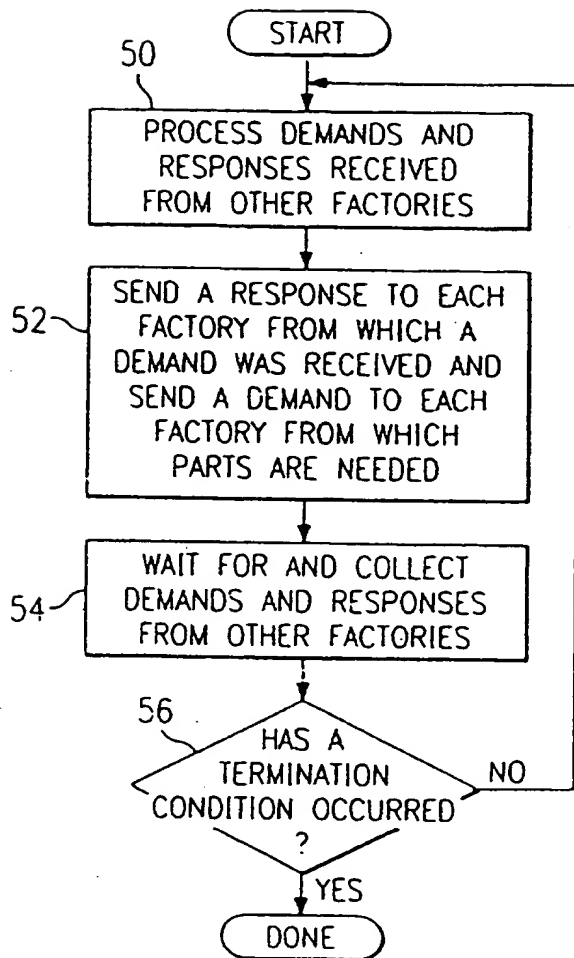 START
50
PROCESS DEMANDS AND
RESPONSES RECEIVED
FROM OTHER FACTORIES
52
SEND A RESPONSE TO EACH
FACTORY FROM WHICH A
DEMAND WAS RECEIVED AND
SEND A DEMAND TO EACH
FACTORY FROM WHICH
PARTS ARE NEEDED
54
WAIT FOR AND COLLECT
DEMANDS AND RESPONSES
FROM OTHER FACTORIES
56
HAS A
TERMINATION
CONDITION OCCURRED
?
NO
YES
DONE